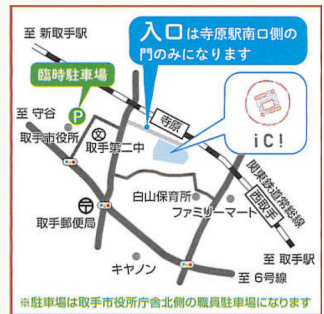 至 新取手駅
入口は寺原駅南口側の
門のみになります
臨時駐車場
P
至 守谷
取手市役所
文
取手第二中
寺原
iC!
関東鉄道常総線
西取手
白山保育所
ファミリーマート
〒
取手郵便局
キヤノン
至 取手駅
至 6号線
※駐車場は取手市役所庁舎北側の職員駐車場になります